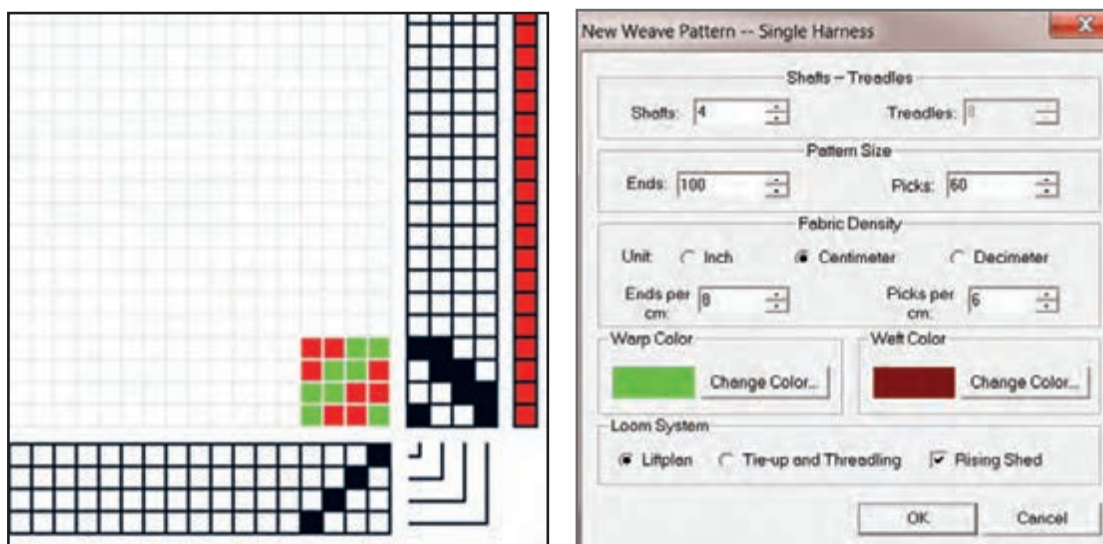 New Weave Pattern -- Single Harness
Shafts – Treadles
Shafts: 4 Treadles: 8
Pattern Size
Ends: 100 Picks: 60
Fabric Density
Unit: Inch Centimeter Decimeter
Ends per cm: 8 Picks per cm: 6
Warp Color Weft Color
Change Color... Change Color...
Loom System
Liftplan Tie-up and Threadling Rising Shed
OK Cancel